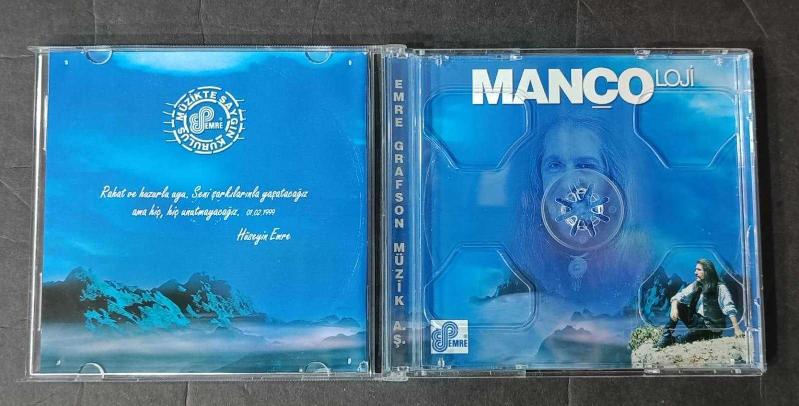 MÜZİKTE SAYGIN KURULUŞ
EMRE
Rahat ve huzurlu uyu. Seni şarkılarınla yaşatacağız
ama hiç, hiç unutmayacağız. 01.02.1999
Hüseyin Emre
EMRE GRAFSON MÜZİK A.Ş.
MANÇOLOJİ
EMRE